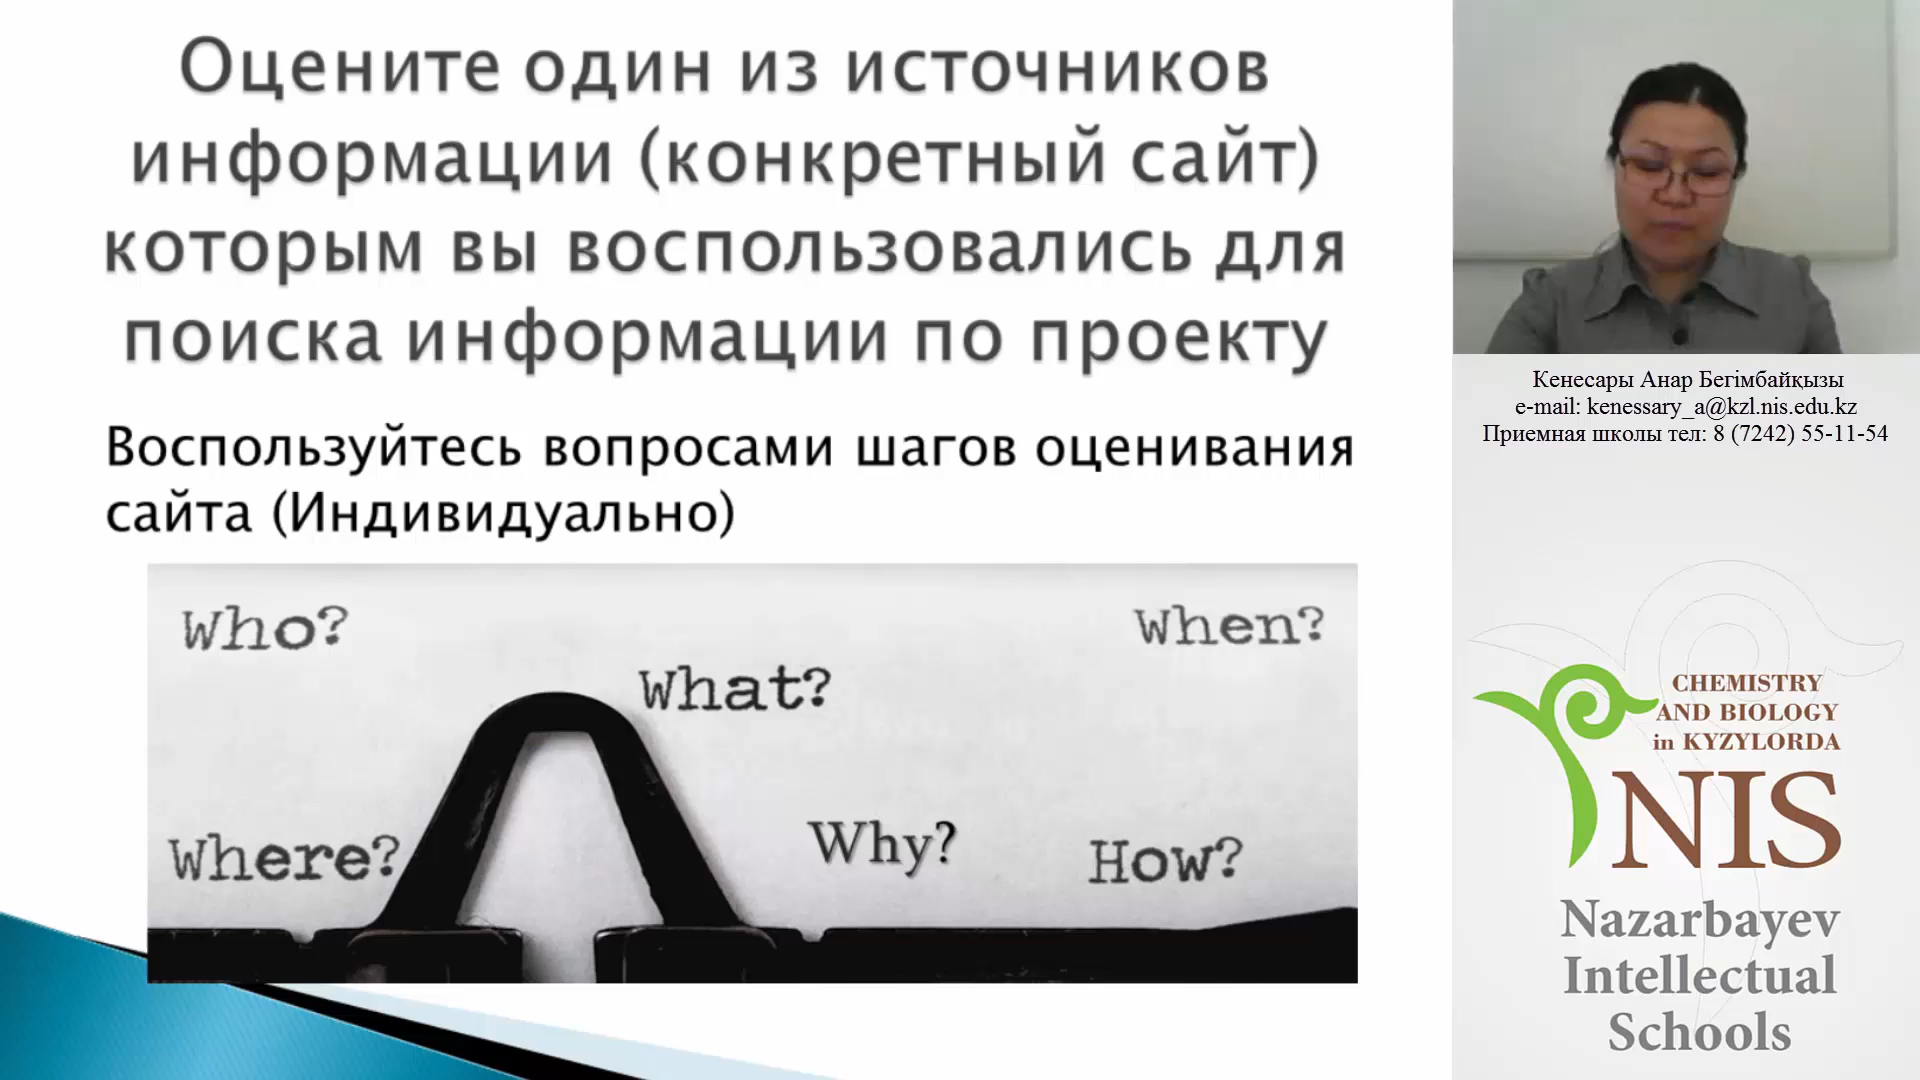 Оцените один из источников
информации (конкретный сайт)
которым вы воспользовались для
поиска информации по проекту
Воспользуйтесь вопросами шагов оценивания
сайта (Индивидуально)
Who?
When?
What?
Where?
Why?
How?
Кенесары Анар Бегімбайқызы
e-mail: kenessary_a@kzl.nis.edu.kz
Приемная школы тел: 8 (7242) 55-11-54
CHEMISTRY
AND BIOLOGY
in KYZYLORDA
NIS
Nazarbayev
Intellectual
Schools